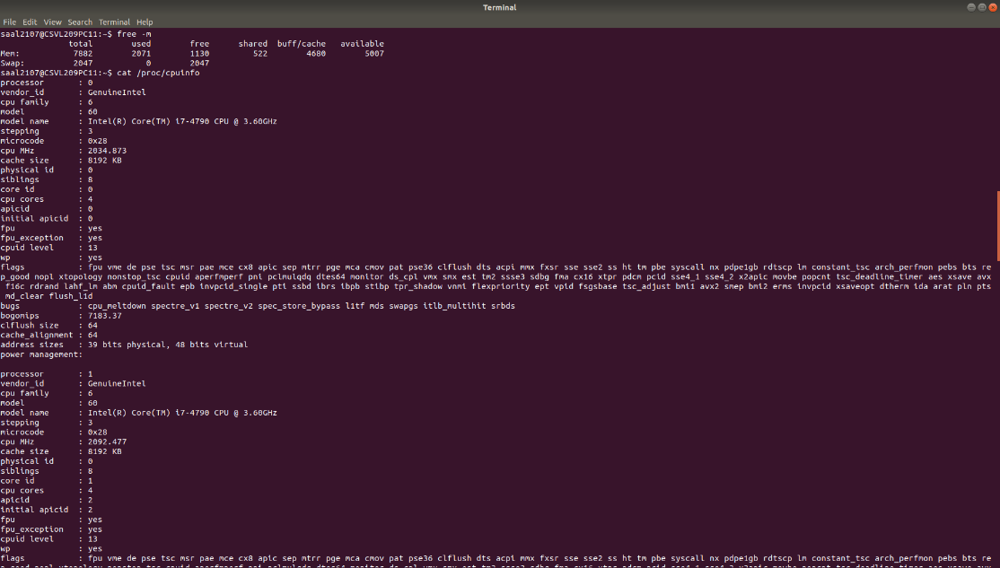 Terminal
File Edit View Search Terminal Help
saal2107@CSVL209PC11:~$ free -m
              total        used        free      shared  buff/cache   available
Mem:           7882        2071        1130         522        4680        5007
Swap:          2047           0        2047
saal2107@CSVL209PC11:~$ cat /proc/cpuinfo
processor       : 0
vendor_id       : GenuineIntel
cpu family      : 6
model           : 60
model name      : Intel(R) Core(TM) i7-4790 CPU @ 3.60GHz
stepping        : 3
microcode       : 0x28
cpu MHz         : 2034.873
cache size      : 8192 KB
physical id     : 0
siblings        : 8
core id         : 0
cpu cores       : 4
apicid          : 0
initial apicid  : 0
fpu             : yes
fpu_exception   : yes
cpuid level     : 13
wp              : yes
flags           : fpu vme de pse tsc msr pae mce cx8 apic sep mtrr pge mca cmov pat pse36 clflush dts acpi mmx fxsr sse sse2 ss ht tm pbe syscall nx pdpe1gb rdtscp lm constant_tsc arch_perfmon pebs bts re
p_good nopl xtopology nonstop_tsc cpuid aperfmperf pni pclmulqdq dtes64 monitor ds_cpl vmx smx est tm2 ssse3 sdbg fma cx16 xtpr pdcm pcid sse4_1 sse4_2 x2apic movbe popcnt tsc_deadline_timer aes xsave avx
 f16c rdrand lahf_lm abm cpuid_fault epb invpcid_single pti ssbd ibrs ibpb stibp tpr_shadow vnmi flexpriority ept vpid fsgsbase tsc_adjust bmi1 avx2 smep bmi2 erms invpcid xsaveopt dtherm ida arat pln pts
 md_clear flush_l1d
bugs            : cpu_meltdown spectre_v1 spectre_v2 spec_store_bypass l1tf mds swapgs itlb_multihit srbds
bogomips        : 7183.37
clflush size    : 64
cache_alignment : 64
address sizes   : 39 bits physical, 48 bits virtual
power management:
processor       : 1
vendor_id       : GenuineIntel
cpu family      : 6
model           : 60
model name      : Intel(R) Core(TM) i7-4790 CPU @ 3.60GHz
stepping        : 3
microcode       : 0x28
cpu MHz         : 2092.477
cache size      : 8192 KB
physical id     : 0
siblings        : 8
core id         : 1
cpu cores       : 4
apicid          : 2
initial apicid  : 2
fpu             : yes
fpu_exception   : yes
cpuid level     : 13
wp              : yes
flags           : fpu vme de pse tsc msr pae mce cx8 apic sep mtrr pge mca cmov pat pse36 clflush dts acpi mmx fxsr sse sse2 ss ht tm pbe syscall nx pdpe1gb rdtscp lm constant_tsc arch_perfmon pebs bts re